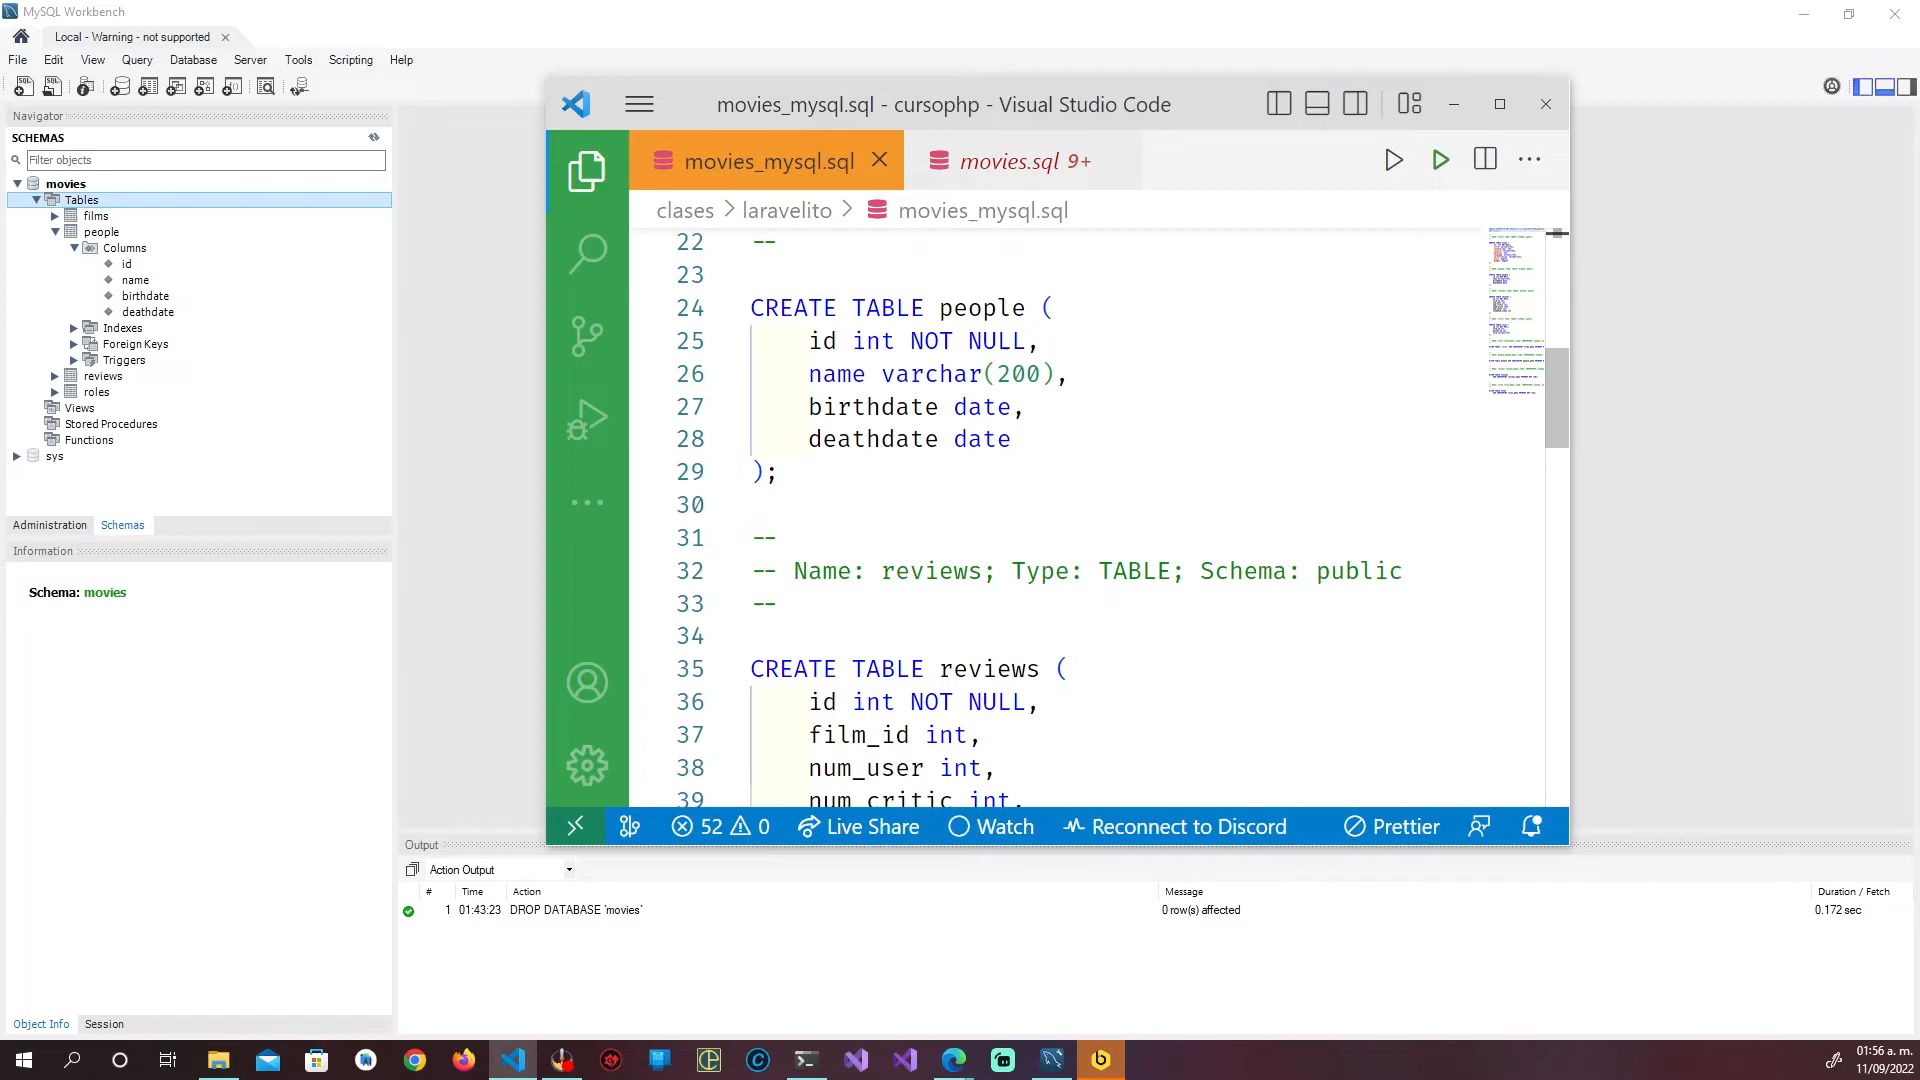 MySQL Workbench
Local - Warning - not supported
File Edit View Query Database Server Tools Scripting Help
Navigator
SCHEMAS
Filter objects
movies
Tables
films
people
Columns
id
name
birthdate
deathdate
Indexes
Foreign Keys
Triggers
reviews
roles
Views
Stored Procedures
Functions
sys
Administration Schemas
Information
Schema: movies
Object Info Session
movies_mysql.sql - cursophp - Visual Studio Code
movies_mysql.sql movies.sql 9+
clases > laravelito > movies_mysql.sql
22 --
23
24 CREATE TABLE people (
25 id int NOT NULL,
26 name varchar(200),
27 birthdate date,
28 deathdate date
29 );
30
31 --
32 -- Name: reviews; Type: TABLE; Schema: public
33 --
34
35 CREATE TABLE reviews (
36 id int NOT NULL,
37 film_id int,
38 num_user int,
39 num_critic int,
52 0 Live Share Watch Reconnect to Discord Prettier
Output
Action Output
# Time Action Message Duration / Fetch
1 01:43:23 DROP DATABASE `movies` 0 row(s) affected 0.172 sec
01:56 a. m.
11/09/2022